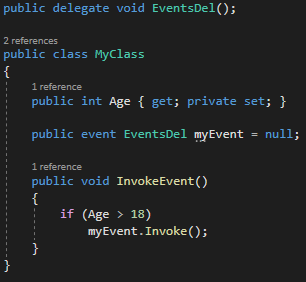 public delegate void EventsDel();
2 references
public class MyClass
{
1 reference
public int Age { get; private set; }
public event EventsDel myEvent = null;
1 reference
public void InvokeEvent()
{
if (Age > 18)
myEvent.Invoke();
}
}